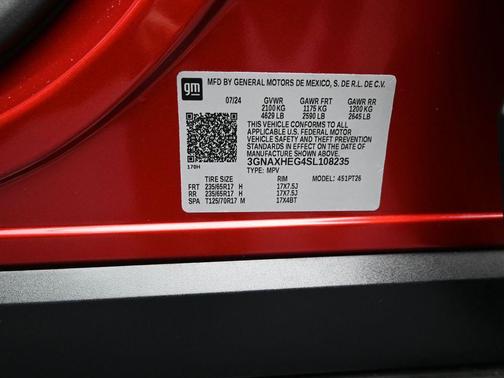 gm
MFD BY GENERAL MOTORS DE MEXICO, S. DE R.L. DE C.V.
07/24 GVWR GAWR FRT GAWR RR
2100 KG 1175 KG 1200 KG
4629 LB 2590 LB 2645 LB
THIS VEHICLE CONFORMS TO ALL
APPLICABLE U.S. FEDERAL MOTOR
VEHICLE SAFETY AND THEFT PREVENTION
STANDARDS IN EFFECT ON THE DATE OF
MANUFACTURE SHOWN ABOVE.
3GNAXHEG4SL108235
170H TYPE: MPV
TIRE SIZE RIM MODEL: 451PT26
FRT 235/65R17 H 17X7.5J
RR 235/65R17 H 17X7.5J
SPA T125/70R17 M 17X4BT